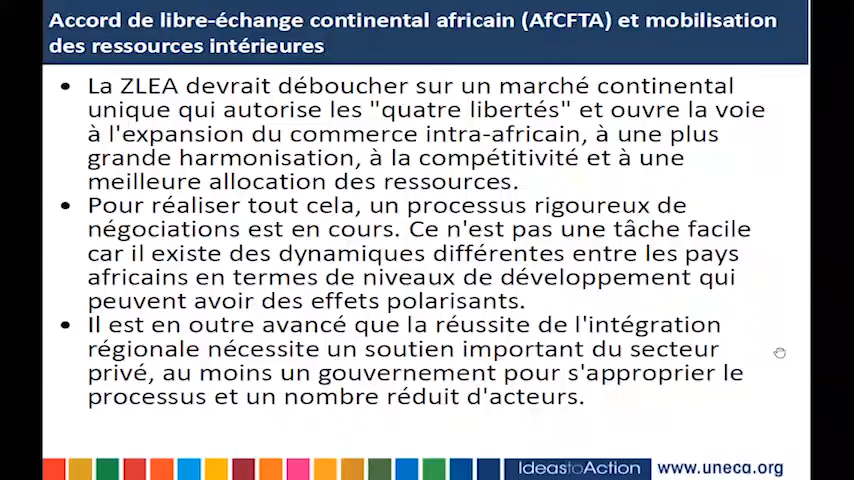 Accord de libre-échange continental africain (AfCFTA) et mobilisation
des ressources intérieures
• La ZLEA devrait déboucher sur un marché continental
unique qui autorise les "quatre libertés" et ouvre la voie
à l'expansion du commerce intra-africain, à une plus
grande harmonisation, à la compétitivité et à une
meilleure allocation des ressources.
• Pour réaliser tout cela, un processus rigoureux de
négociations est en cours. Ce n'est pas une tâche facile
car il existe des dynamiques différentes entre les pays
africains en termes de niveaux de développement qui
peuvent avoir des effets polarisants.
• Il est en outre avancé que la réussite de l'intégration
régionale nécessite un soutien important du secteur
privé, au moins un gouvernement pour s'approprier le
processus et un nombre réduit d'acteurs.
IdeastoAction www.uneca.org